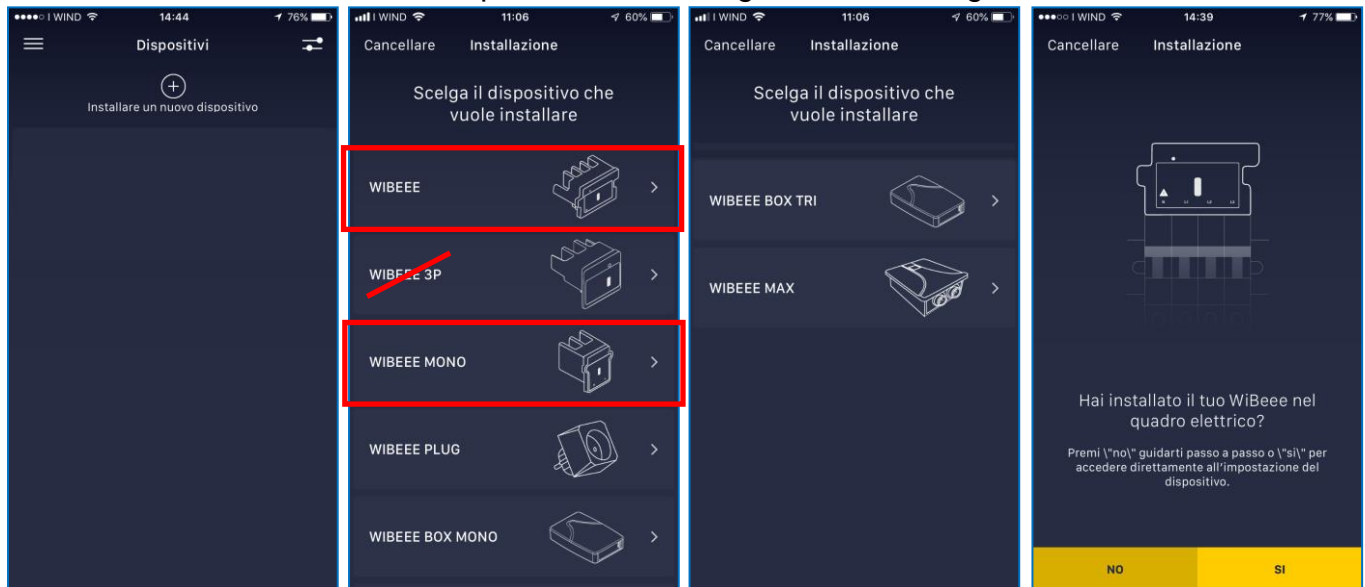 I WIND 14:44 76%
Dispositivi
Installare un nuovo dispositivo
I WIND 11:06 60%
Cancellare Installazione
Scelga il dispositivo che
vuole installare
WIBEEE
WIBEEE 3P
WIBEEE MONO
WIBEEE PLUG
WIBEEE BOX MONO
I WIND 11:06 60%
Cancellare Installazione
Scelga il dispositivo che
vuole installare
WIBEEE BOX TRI
WIBEEE MAX
I WIND 14:39 77%
Cancellare Installazione
N L1 L2 L3
Hai installato il tuo WiBeee nel
quadro elettrico?
Premi \"no\" guidarti passo a passo o \"si\" per
accedere direttamente all'impostazione del
dispositivo.
NO SI